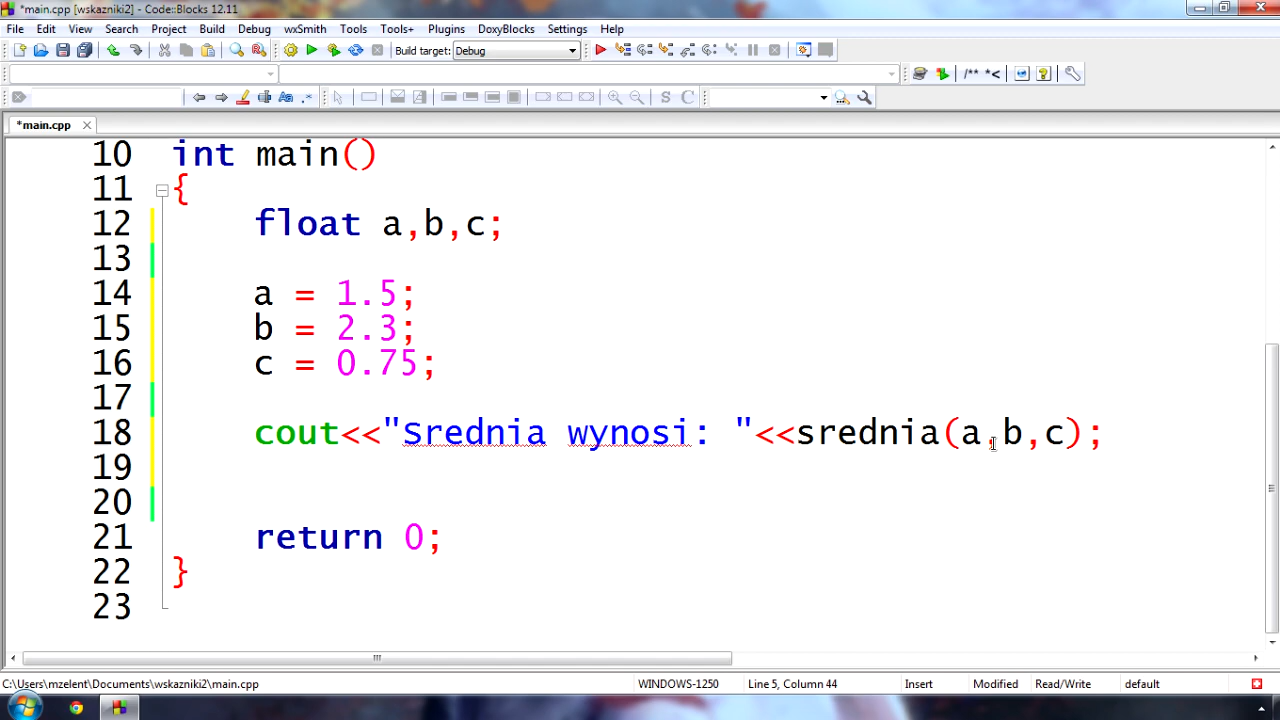 *main.cpp [wskazniki2] - Code::Blocks 12.11
File Edit View Search Project Build Debug wxSmith Tools Tools+ Plugins DoxyBlocks Settings Help
Build target: Debug
/** *<
Aa .*
S C
*main.cpp
10 int main()
11 {
12 float a,b,c;
13
14 a = 1.5;
15 b = 2.3;
16 c = 0.75;
17
18 cout<<"Srednia wynosi: "<<srednia(a,b,c);
19
20
21 return 0;
22 }
23
C:\Users\mzelent\Documents\wskazniki2\main.cpp WINDOWS-1250 Line 5, Column 44 Insert Modified Read/Write default